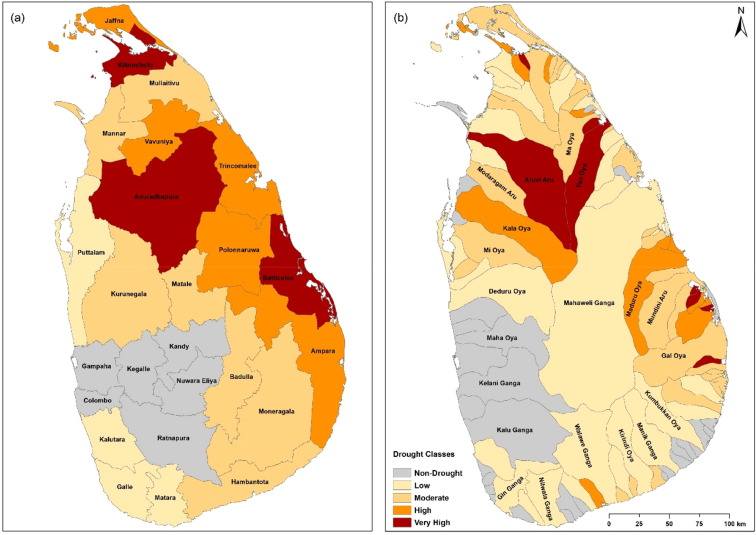 (a)
Jaffna
Kilinochchi
Mullaitivu
Mannar
Vavuniya
Trincomalee
Anuradhapura
Puttalam
Polonnaruwa
Batticaloa
Kurunegala
Matale
Kandy
Ampara
Gampaha
Kegalle
Nuwara Eliya
Badulla
Colombo
Moneragala
Ratnapura
Kalutara
Hambantota
Galle
Matara
(b)
N
Ma Oya
Yan Oya
Aruvi Aru
Modaragam Aru
Kala Oya
Mi Oya
Deduru Oya
Mahaweli Ganga
Maduru Oya
Mundini Aru
Maha Oya
Gal Oya
Kelani Ganga
Kumbukkan Oya
Kalu Ganga
Walawe Ganga
Kirindi Oya
Manik Ganga
Gin Ganga
Nilwala Ganga
Drought Classes
Non-Drought
Low
Moderate
High
Very High
0 25 50 75 100 km